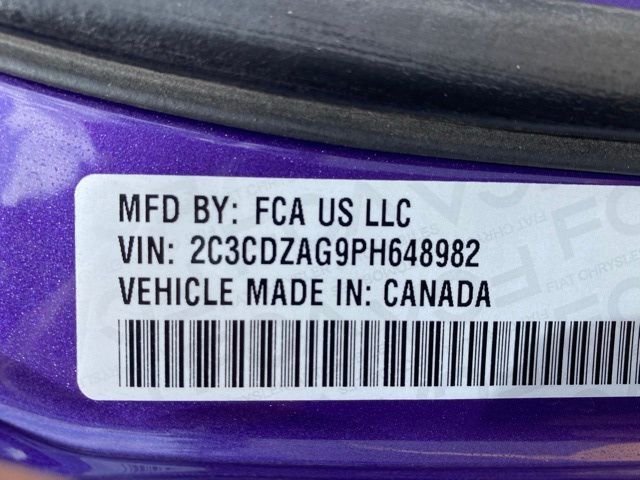 MFD BY: FCA US LLC
VIN: 2C3CDZAG9PH648982
VEHICLE MADE IN: CANADA